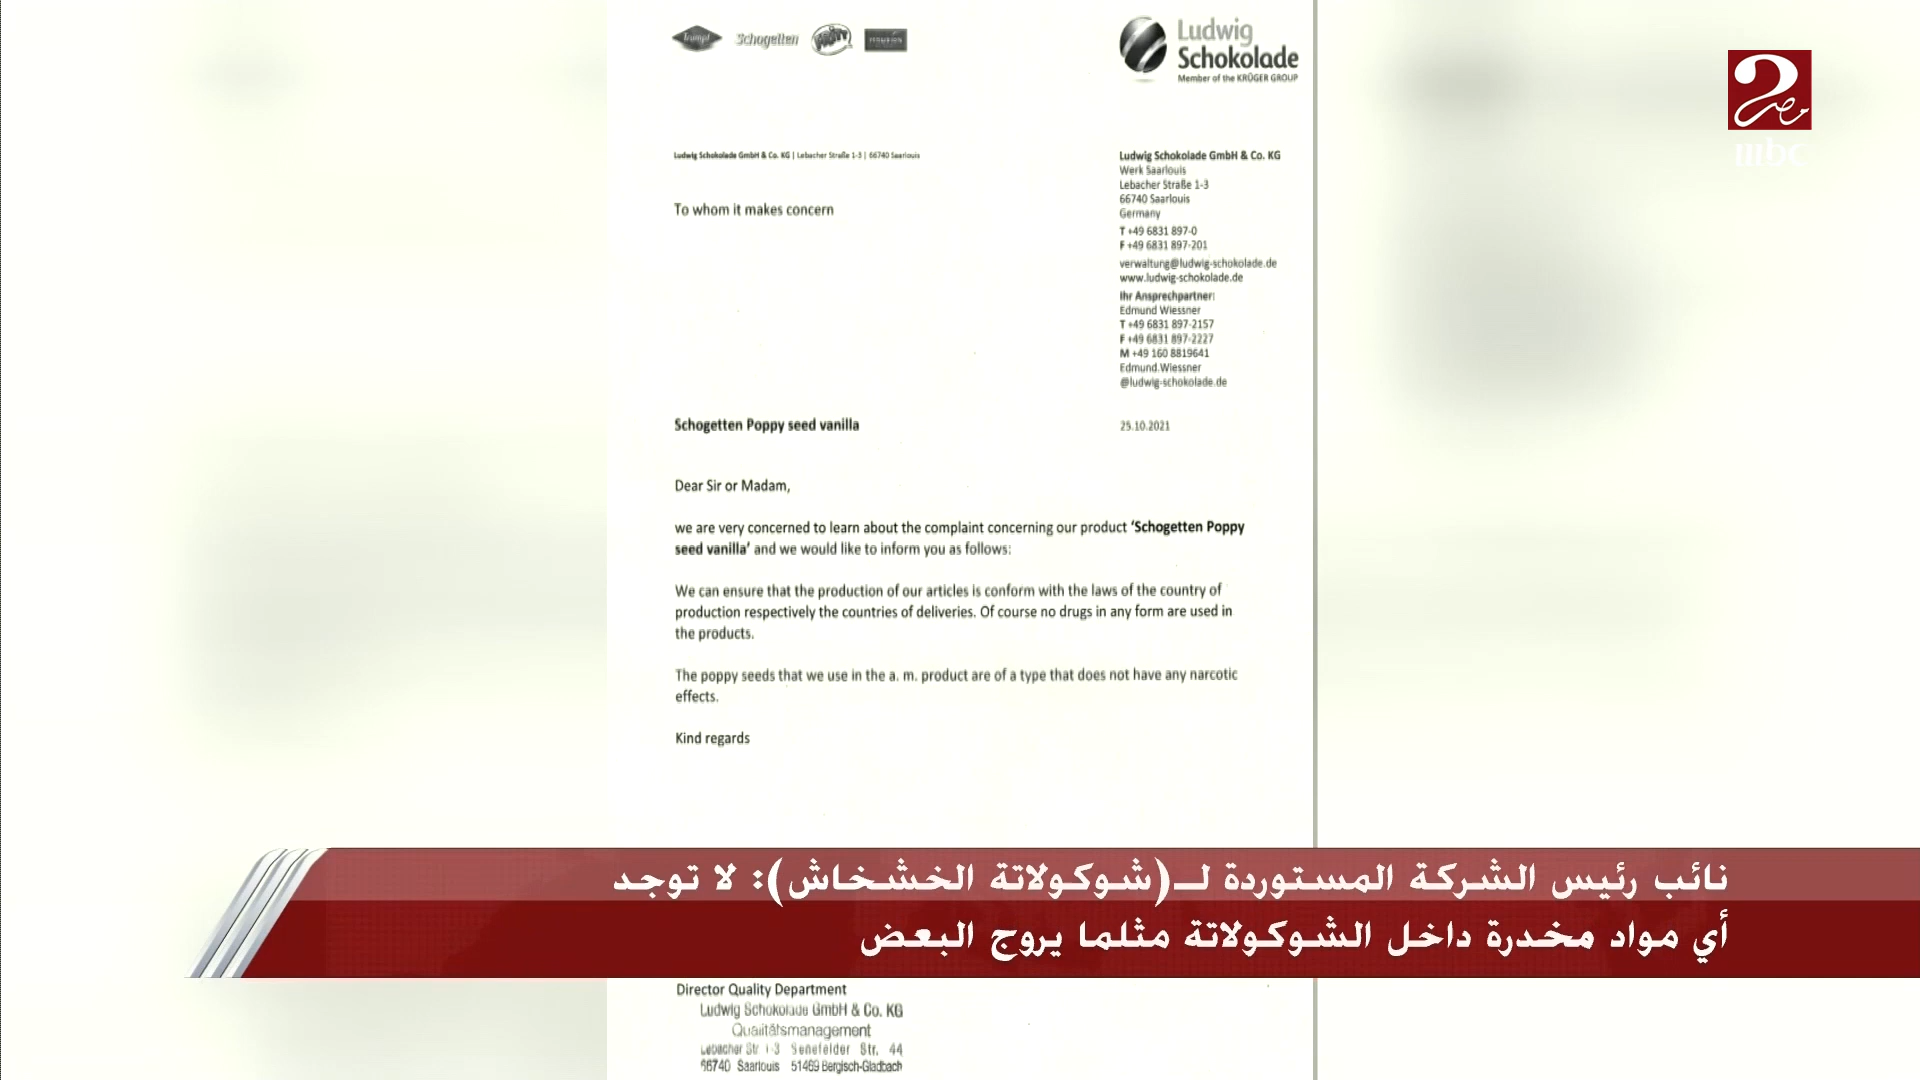 Trumpf
Schogetten
Ludwig
Schokolade
Member of the KRÜGER GROUP
مصر
mbc
Ludwig Schokolade GmbH & Co. KG | Lebacher Straße 1-3 | 66740 Saarlouis
To whom it makes concern
Ludwig Schokolade GmbH & Co. KG
Werk Saarlouis
Lebacher Straße 1-3
66740 Saarlouis
Germany
T +49 6831 897-0
F +49 6831 897-201
verwaltung@ludwig-schokolade.de
www.ludwig-schokolade.de
Ihr Ansprechpartner:
Edmund Wiessner
T +49 6831 897-2157
F +49 6831 897-2227
M +49 160 8819641
Edmund.Wiessner
@ludwig-schokolade.de
Schogetten Poppy seed vanilla
25.10.2021
Dear Sir or Madam,
we are very concerned to learn about the complaint concerning our product ‘Schogetten Poppy
seed vanilla’ and we would like to inform you as follows:
We can ensure that the production of our articles is conform with the laws of the country of
production respectively the countries of deliveries. Of course no drugs in any form are used in
the products.
The poppy seeds that we use in the a. m. product are of a type that does not have any narcotic
effects.
Kind regards
نائب رئيس الشركة المستوردة لـ(شوكولاتة الخشخاش): لا توجد
أي مواد مخدرة داخل الشوكولاتة مثلما يروج البعض
Director Quality Department
Ludwig Schokolade GmbH & Co. KG
Qualitätsmanagement
Lebacher Str 1-3 Senefelder Str. 44
66740 Saarlouis 51469 Bergisch-Gladbach